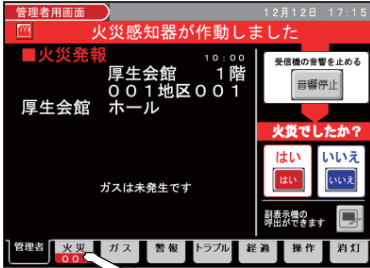 管理者用画面
12月12日 17:15
火災感知器が作動しました
■火災発報
10:00
厚生会館 1階
001地区001
厚生会館 ホール
ガスは未発生です
受信機の音響を止める
音響停止
火災でしたか?
はい いいえ
はい いいえ
副表示機の
呼出ができます
管理者 火災 ガス 警報 トラブル 経過 操作 消灯
001